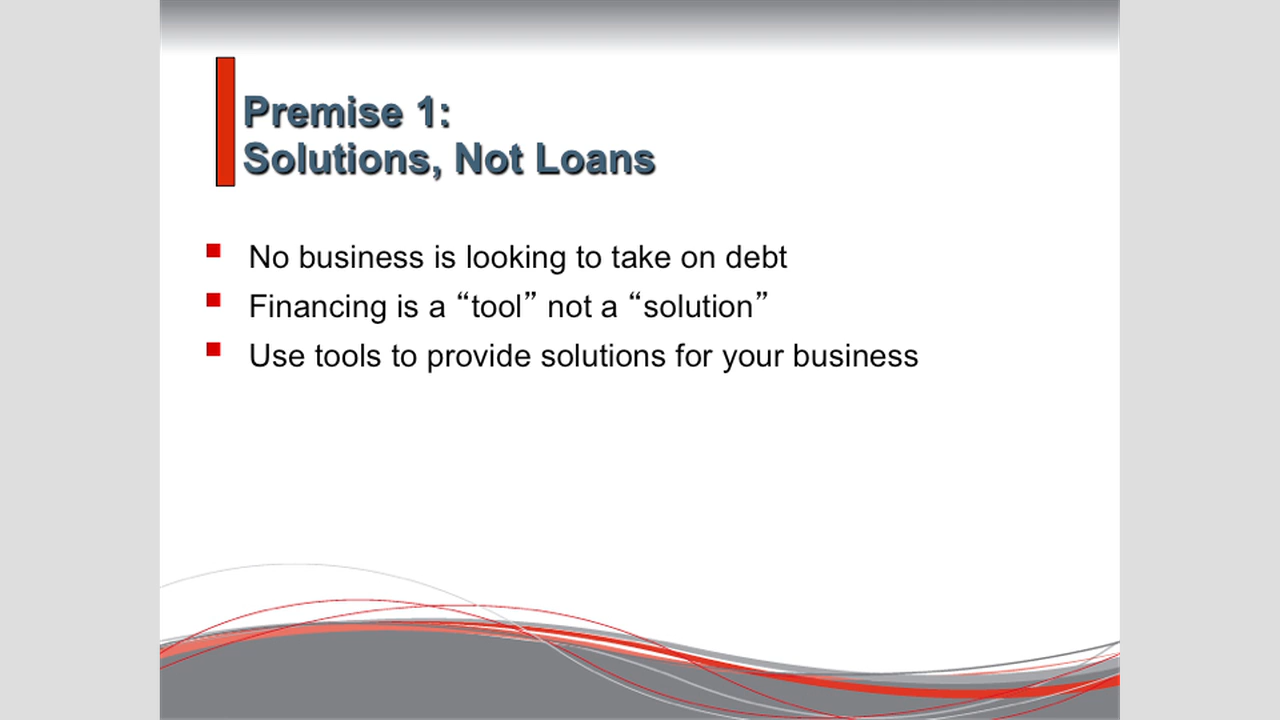 Premise 1:
Solutions, Not Loans
No business is looking to take on debt
Financing is a “tool” not a “solution”
Use tools to provide solutions for your business